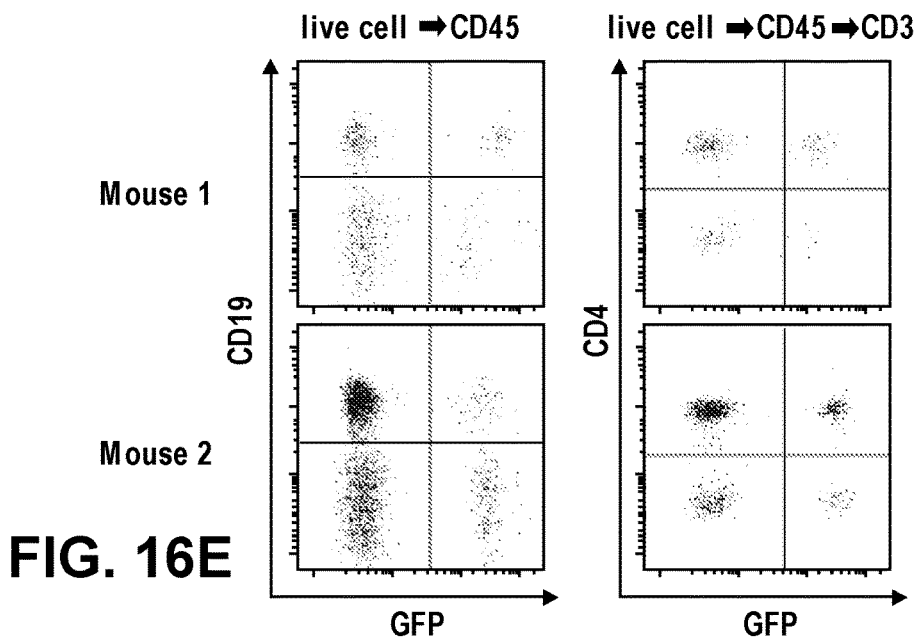 live cell ➡CD45
live cell ➡CD45 ➡CD3
Mouse 1
Mouse 2
CD19
CD4
FIG. 16E
GFP
GFP